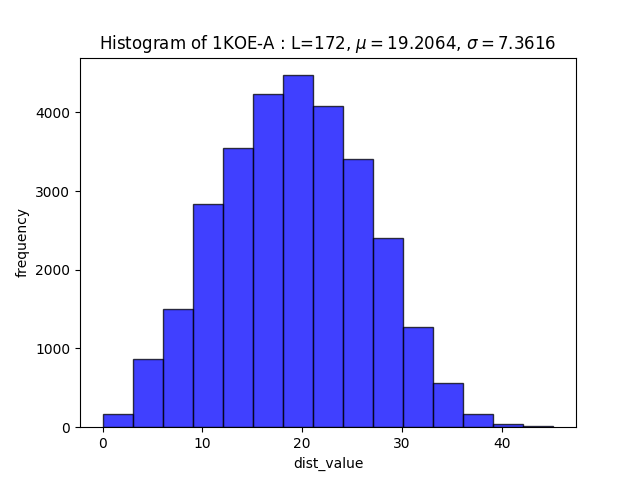 Histogram of 1KOE-A : L=172, μ = 19.2064, σ = 7.3616
4000
3000
2000
1000
0
frequency
0 10 20 30 40
dist_value